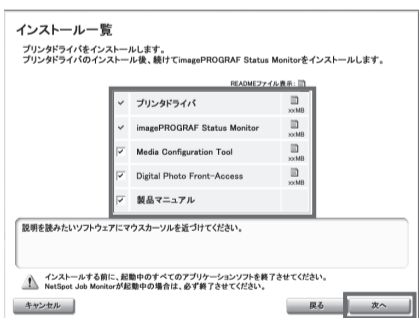 インストール一覧
プリンタドライバをインストールします。
プリンタドライバのインストール後、続けてimagePROGRAF Status Monitorをインストールします。
READMEファイル表示:
プリンタドライバ
xxMB
imagePROGRAF Status Monitor
xxMB
Media Configuration Tool
xxMB
Digital Photo Front-Access
xxMB
製品マニュアル
説明を読みたいソフトウェアにマウスカーソルを近づけてください。
インストールする前に、起動中のすべてのアプリケーションソフトを終了させてください。
NetSpot Job Monitorが起動中の場合は、必ず終了させてください。
キャンセル
戻る
次へ